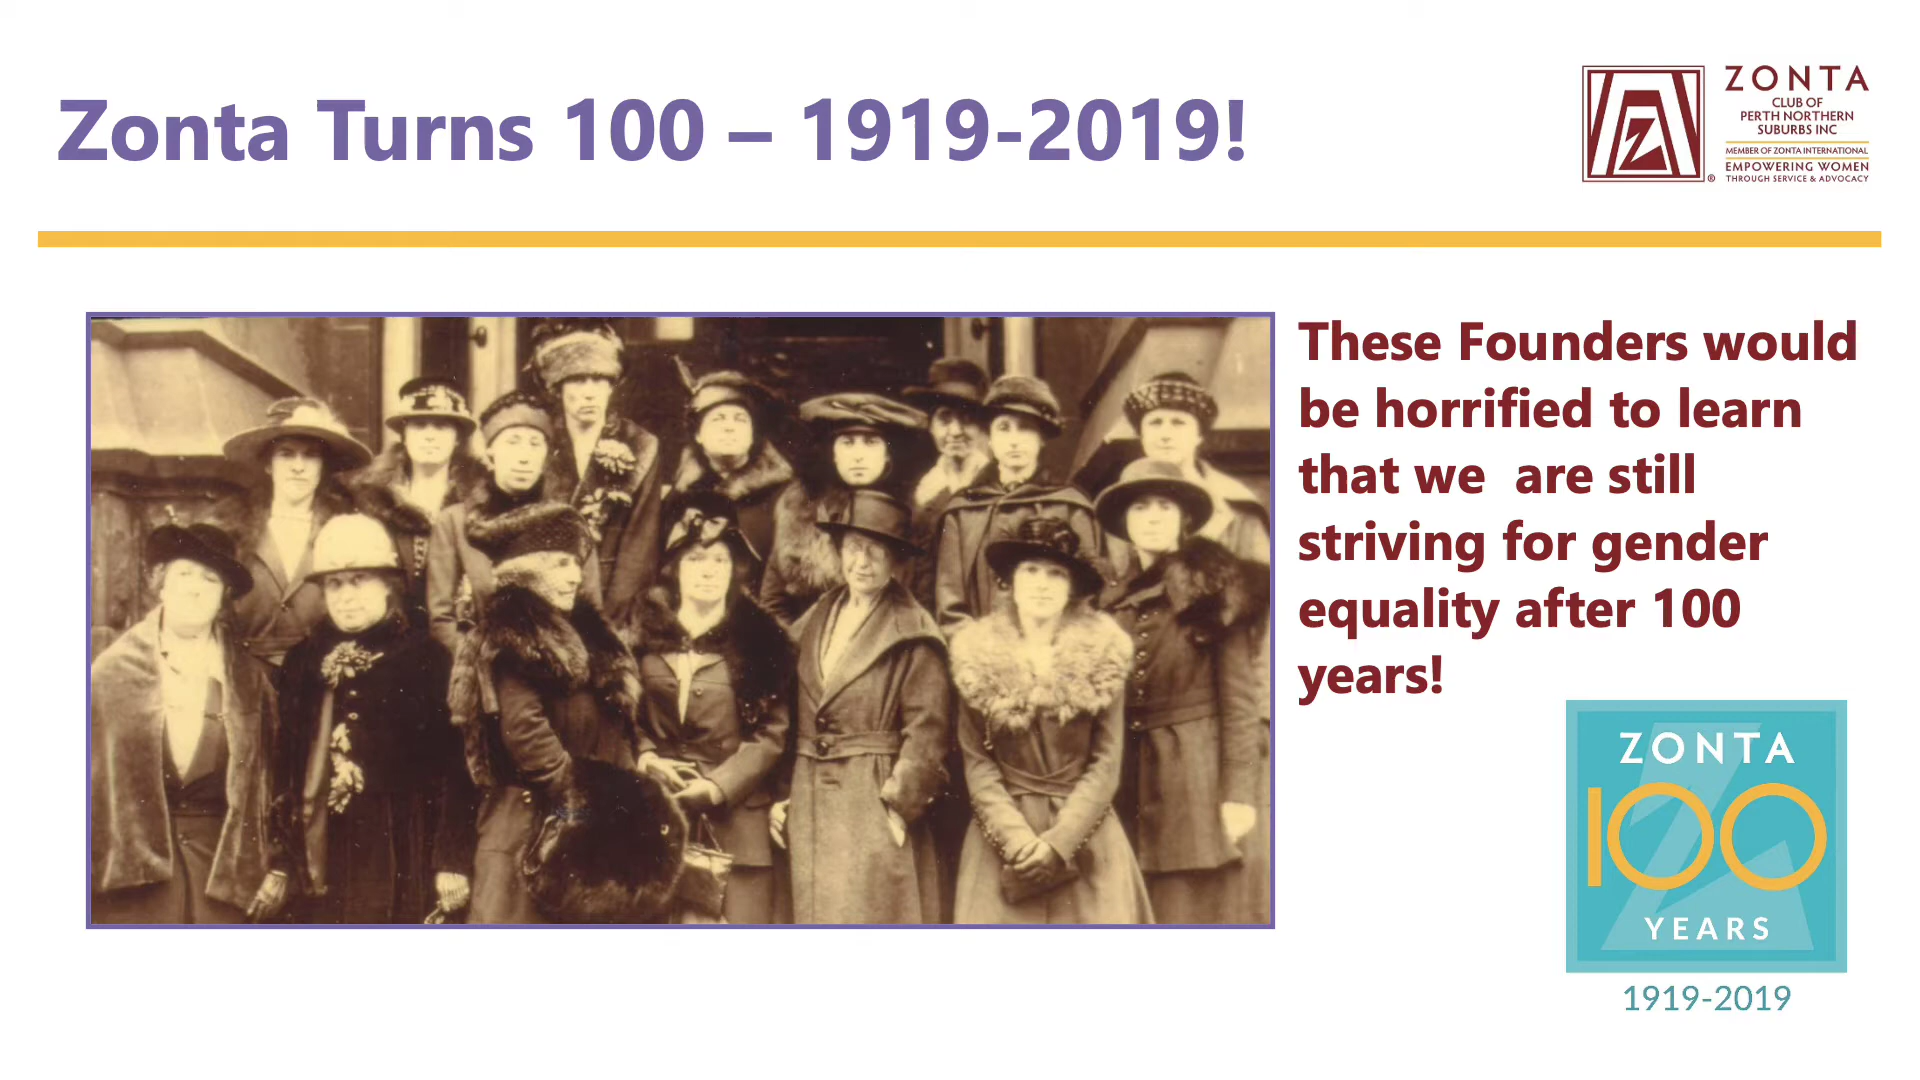 Zonta Turns 100 – 1919-2019!
ZONTA
CLUB OF
PERTH NORTHERN
SUBURBS INC
MEMBER OF ZONTA INTERNATIONAL
EMPOWERING WOMEN
THROUGH SERVICE & ADVOCACY
®
These Founders would
be horrified to learn
that we  are still
striving for gender
equality after 100
years!
ZONTA
100
YEARS
1919-2019